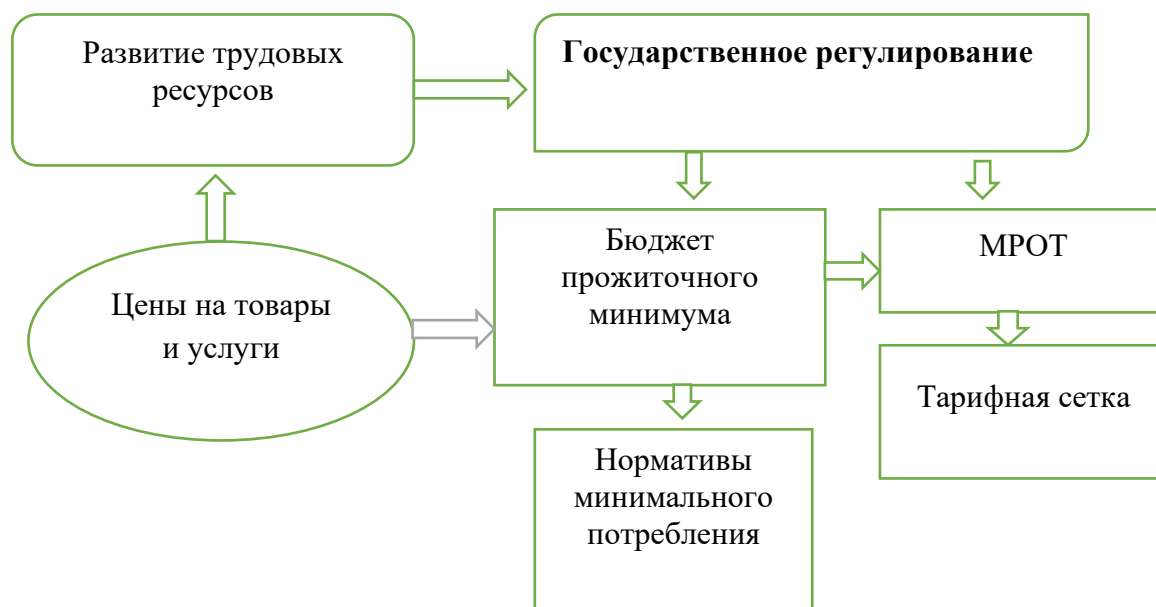 Развитие трудовых
ресурсов
Государственное регулирование
Цены на товары
и услуги
Бюджет
прожиточного
минимума
МРОТ
Тарифная сетка
Нормативы
минимального
потребления